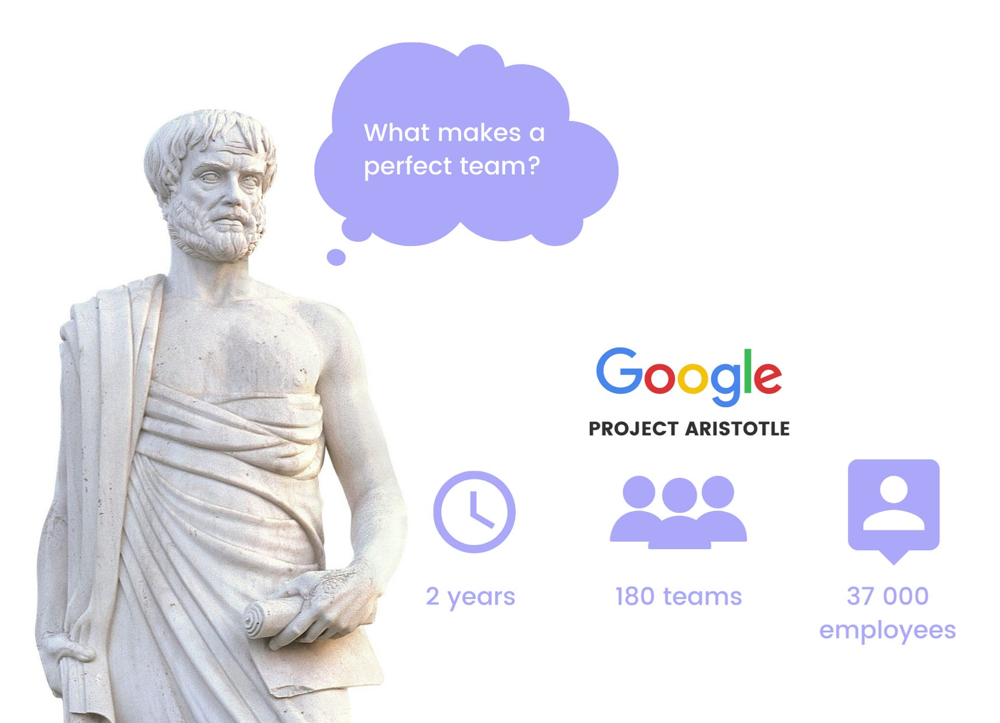 What makes a
perfect team?
Google
PROJECT ARISTOTLE
2 years
180 teams
37 000
employees